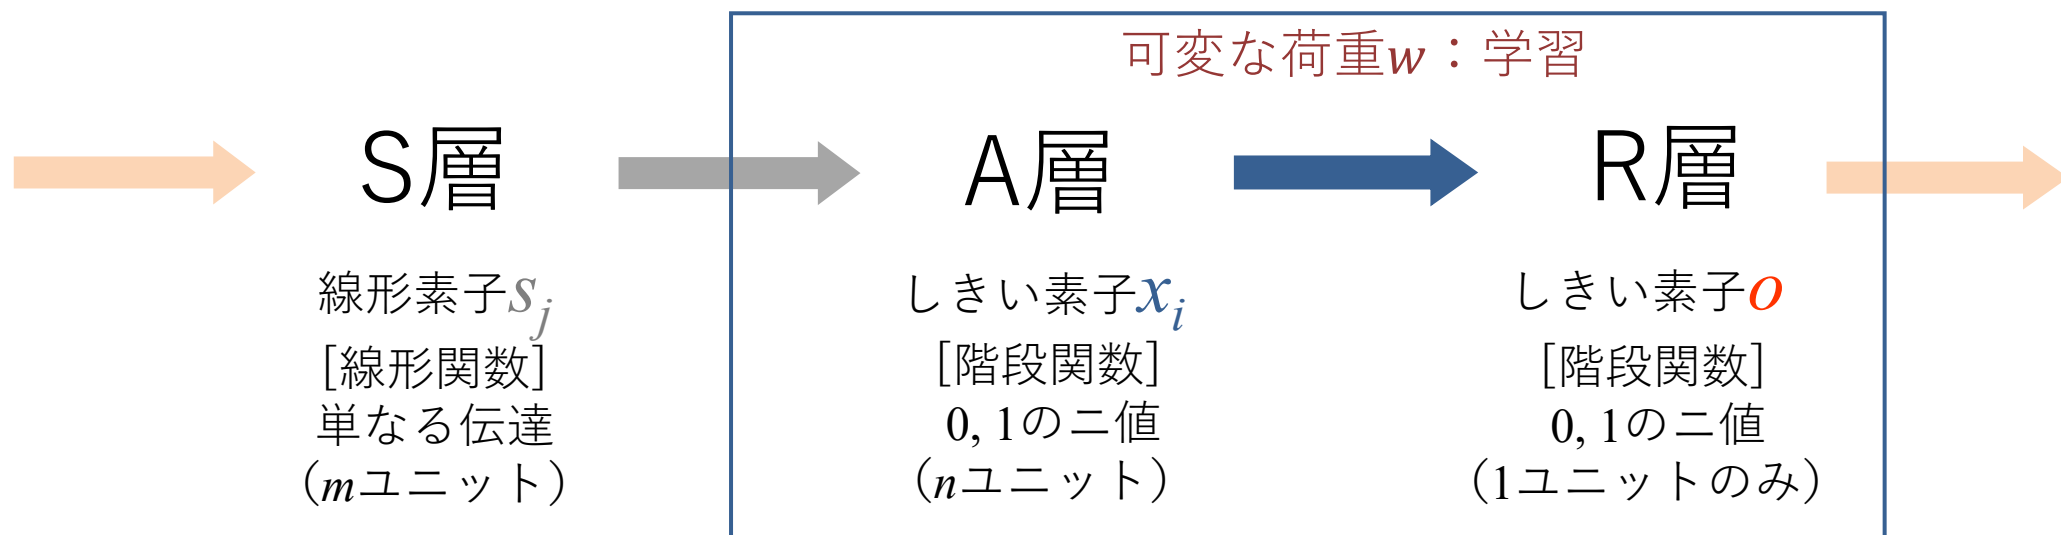 可変な荷重w：学習
S層
A層
R層
線形素子sj
[線形関数]
単なる伝達
（mユニット）
しきい素子xi
[階段関数]
0, 1のニ値
（nユニット）
しきい素子o
[階段関数]
0, 1のニ値
（1ユニットのみ）